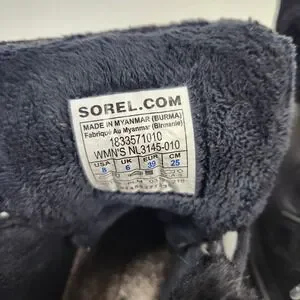 SOREL.COM
MADE IN MYANMAR (BURMA)
Fabriqué Au Myanmar (Birmanie)
1833571010
WMN'S NL3145-010
USA UK EUR CM
8 6 39 25